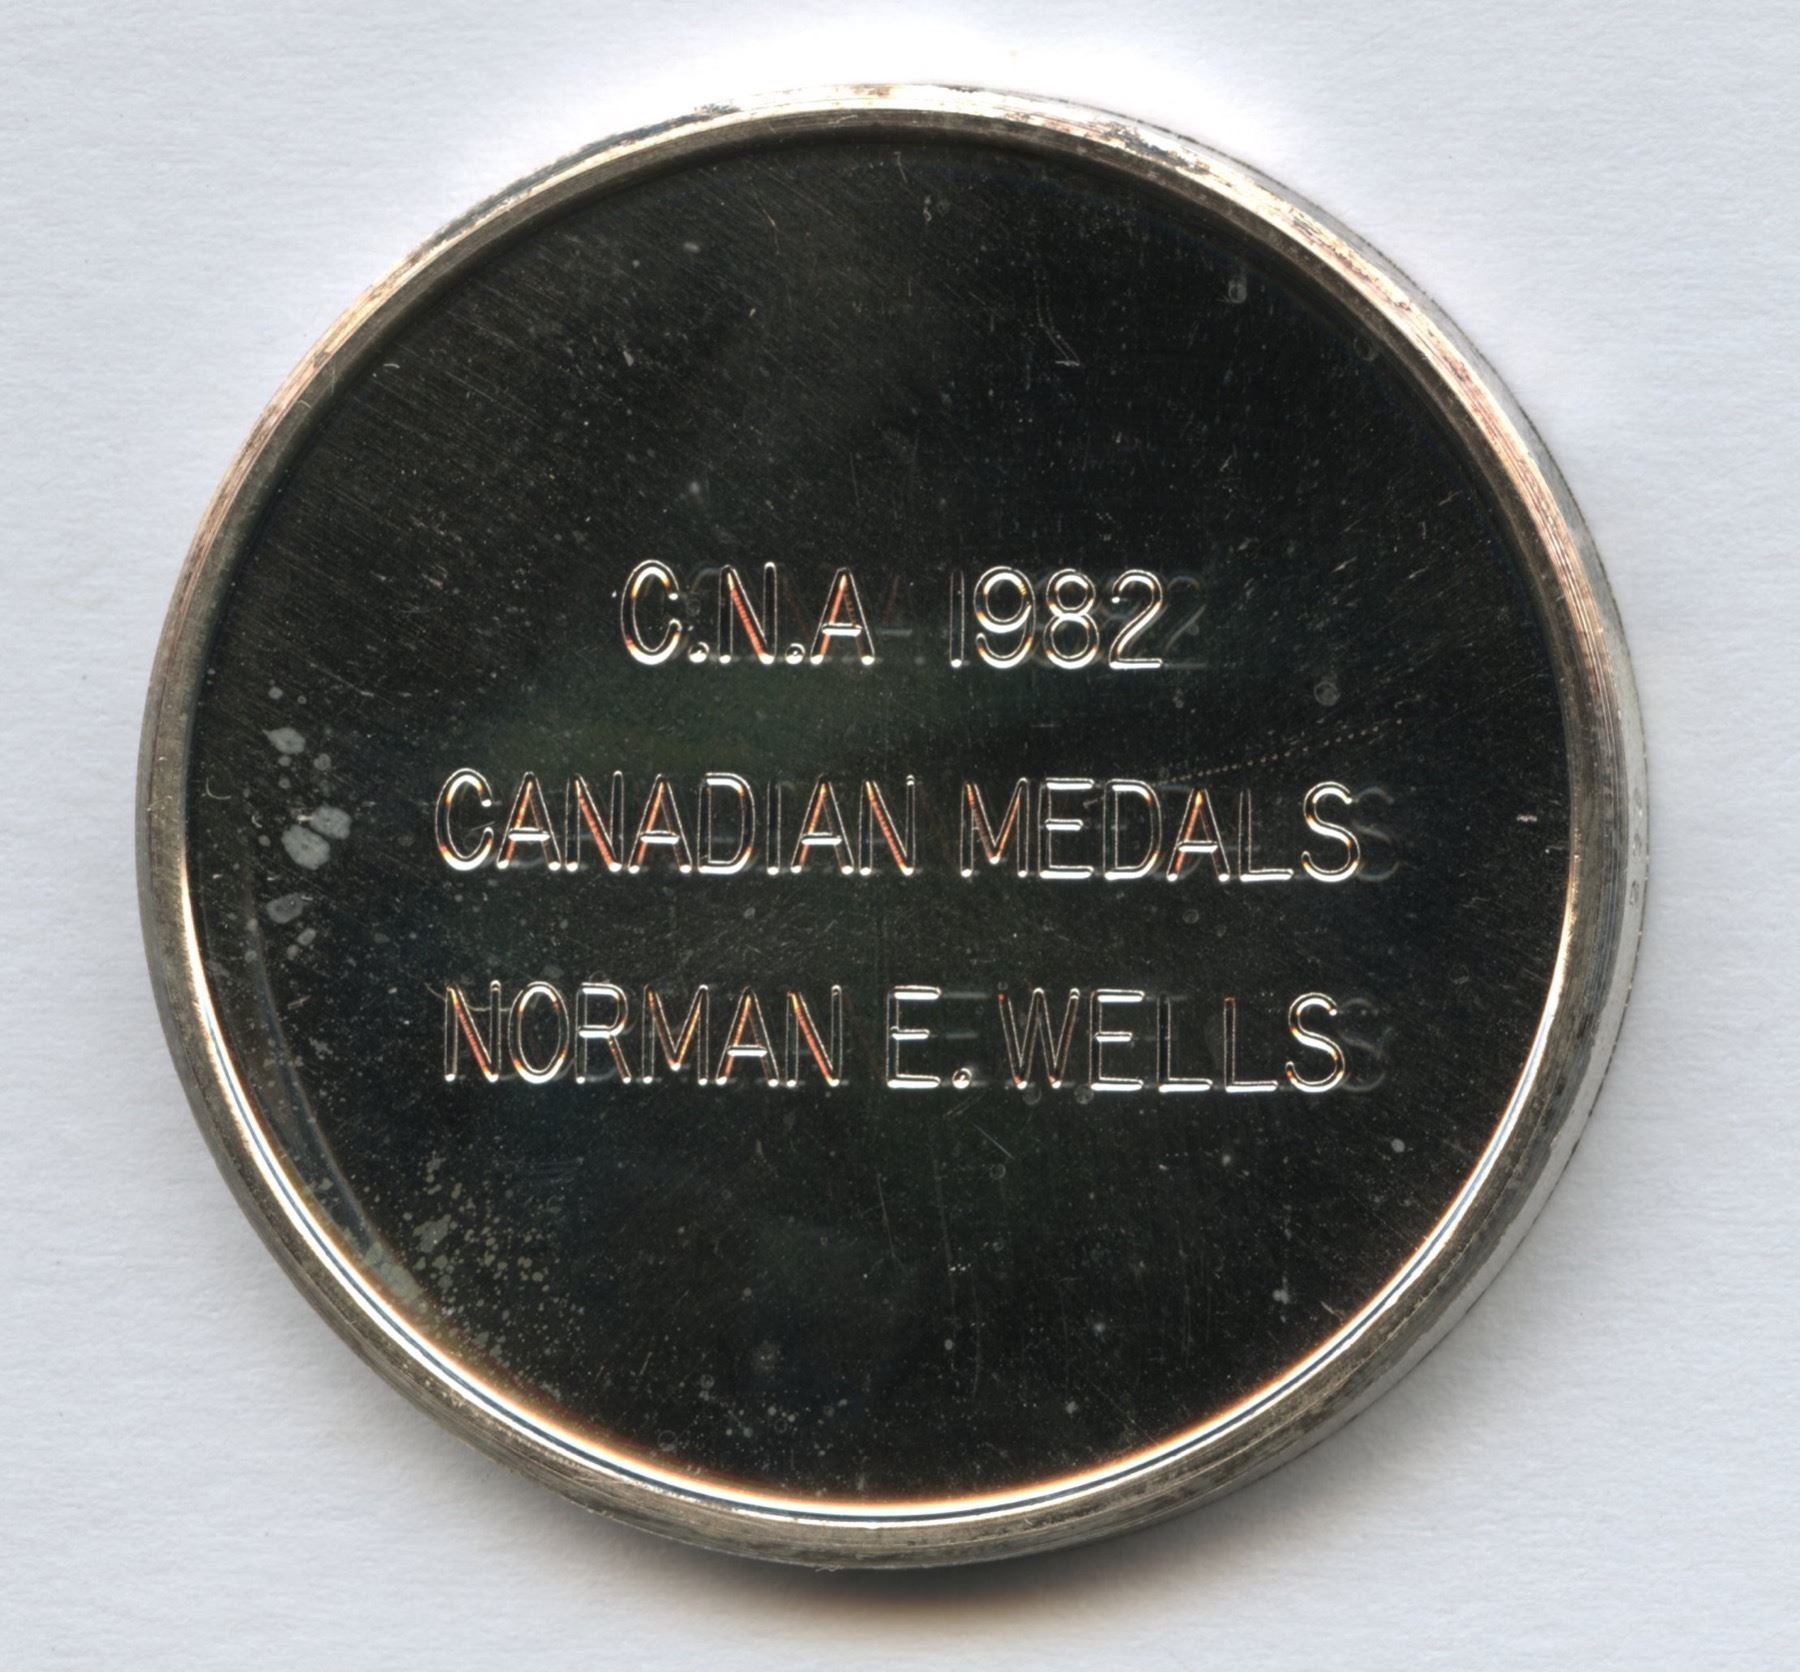 C.N.A 1982
CANADIAN MEDALS
NORMAN E. WELLS